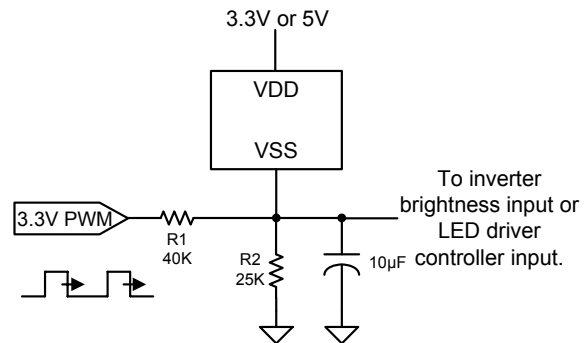 3.3V or 5V
VDD
VSS
3.3V PWM
R1
40K
R2
25K
10µF
To inverter
brightness input or
LED driver
controller input.